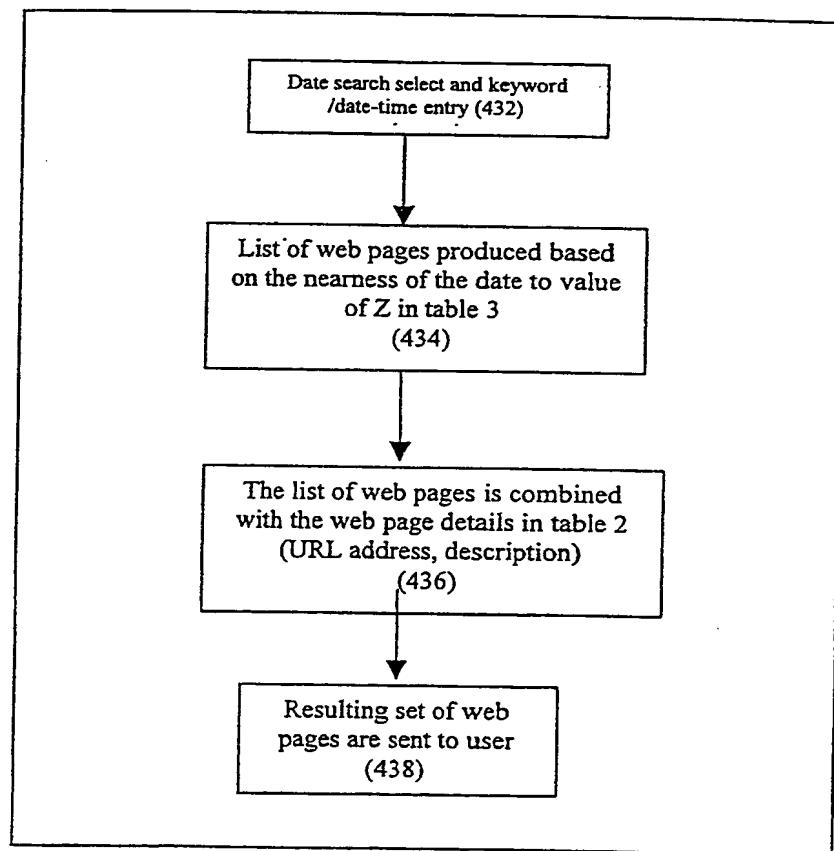 Date search select and keyword
/date-time entry (432)
List of web pages produced based
on the nearness of the date to value
of Z in table 3
(434)
The list of web pages is combined
with the web page details in table 2
(URL address, description)
(436)
Resulting set of web
pages are sent to user
(438)